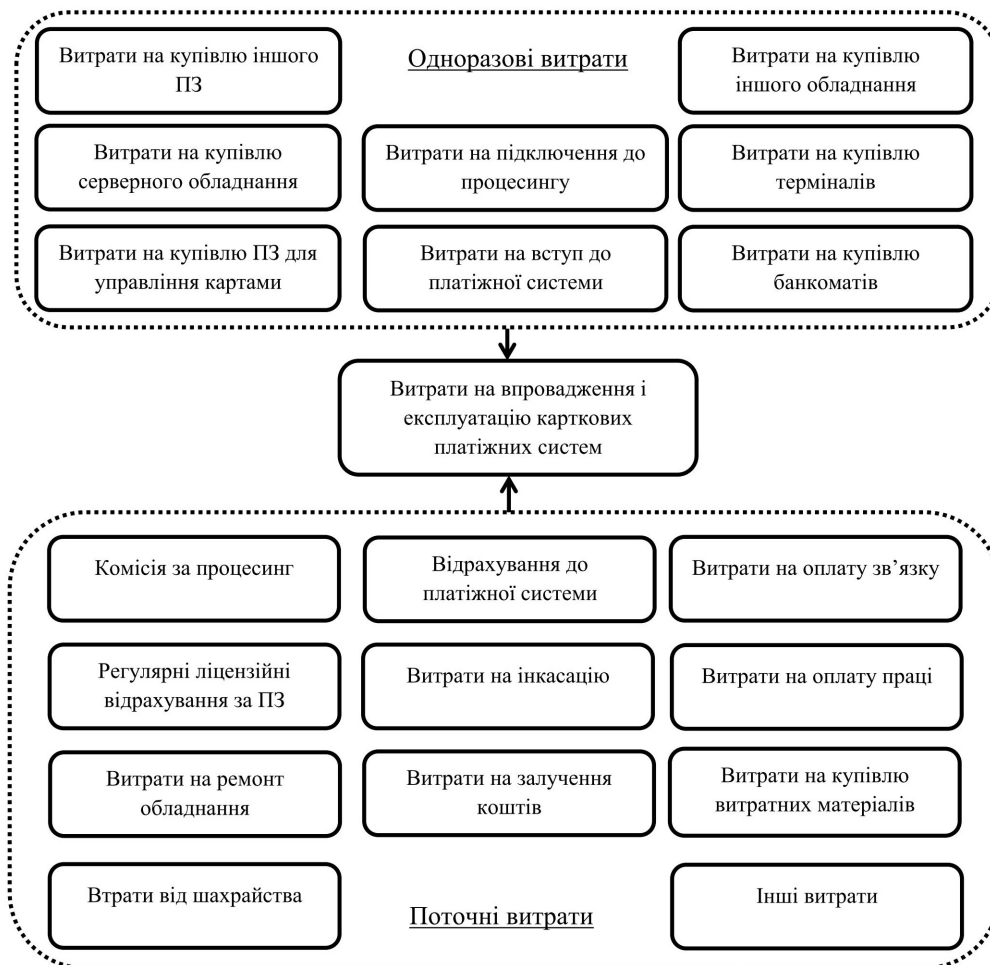 Витрати на купівлю іншого
ПЗ
Одноразові витрати
Витрати на купівлю
іншого обладнання
Витрати на купівлю
серверного обладнання
Витрати на підключення до
процесингу
Витрати на купівлю
терміналів
Витрати на купівлю ПЗ для
управління картами
Витрати на вступ до
платіжної системи
Витрати на купівлю
банкоматів
Витрати на впровадження і
експлуатацію карткових
платіжних систем
Комісія за процесинг
Відрахування до
платіжної системи
Витрати на оплату зв’язку
Регулярні ліцензійні
відрахування за ПЗ
Витрати на інкасацію
Витрати на оплату праці
Витрати на ремонт
обладнання
Витрати на залучення
коштів
Витрати на купівлю
витратних матеріалів
Втрати від шахрайства
Поточні витрати
Інші витрати